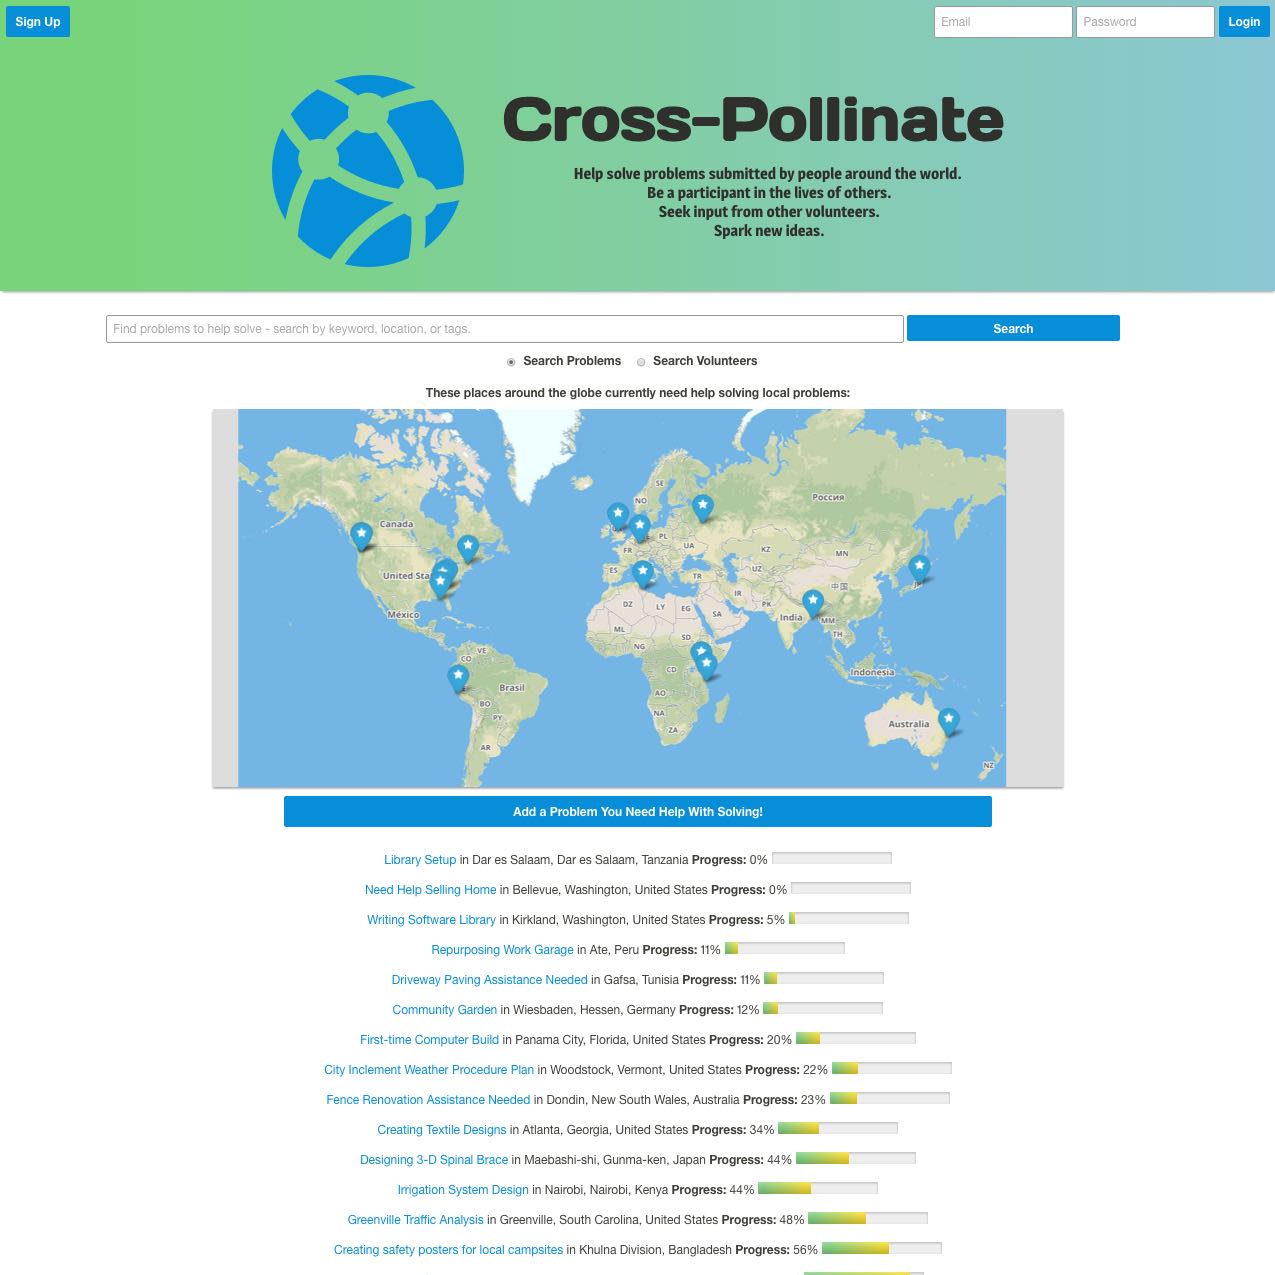 Sign Up
Email
Password
Login
Cross-Pollinate
Help solve problems submitted by people around the world.
Be a participant in the lives of others.
Seek input from other volunteers.
Spark new ideas.
Find problems to help solve - search by keyword, location, or tags.
Search
Search Problems
Search Volunteers
These places around the globe currently need help solving local problems:
SE
Россия
NO
Canada
PL
UA
FR
KZ
MN
ES
UZ
United Sta
TR
中国
IR
DZ
LY
EG
PK
México
SA
India
MM
ML
TH
SD
NG
VE
CO
CD
Indonesia
Brasil
AO
BO
NA
PY
Australia
ZA
AR
NZ
Add a Problem You Need Help With Solving!
Library Setup in Dar es Salaam, Dar es Salaam, Tanzania Progress: 0%
Need Help Selling Home in Bellevue, Washington, United States Progress: 0%
Writing Software Library in Kirkland, Washington, United States Progress: 5%
Repurposing Work Garage in Ate, Peru Progress: 11%
Driveway Paving Assistance Needed in Gafsa, Tunisia Progress: 11%
Community Garden in Wiesbaden, Hessen, Germany Progress: 12%
First-time Computer Build in Panama City, Florida, United States Progress: 20%
City Inclement Weather Procedure Plan in Woodstock, Vermont, United States Progress: 22%
Fence Renovation Assistance Needed in Dondin, New South Wales, Australia Progress: 23%
Creating Textile Designs in Atlanta, Georgia, United States Progress: 34%
Designing 3-D Spinal Brace in Maebashi-shi, Gunma-ken, Japan Progress: 44%
Irrigation System Design in Nairobi, Nairobi, Kenya Progress: 44%
Greenville Traffic Analysis in Greenville, South Carolina, United States Progress: 48%
Creating safety posters for local campsites in Khulna Division, Bangladesh Progress: 56%